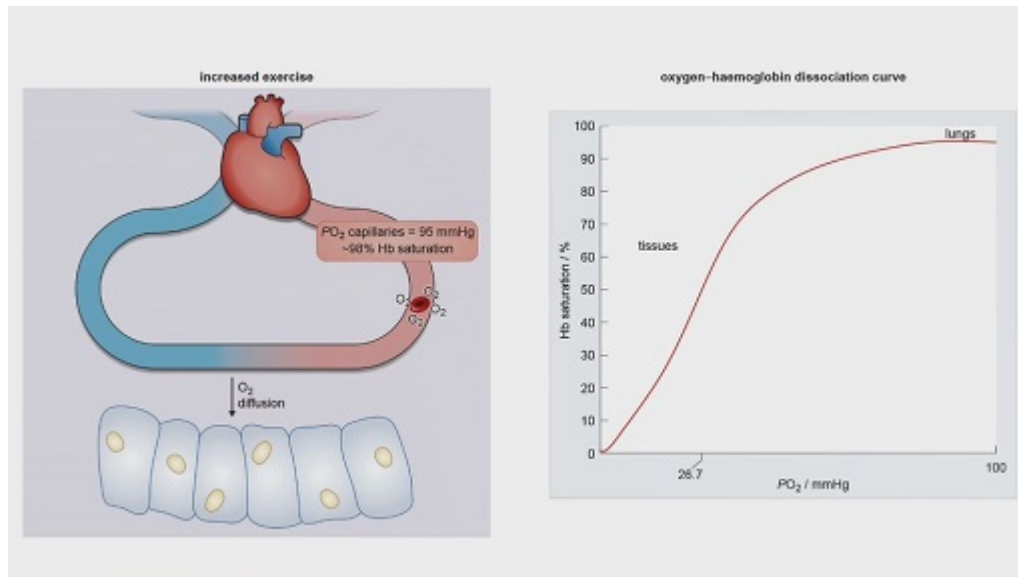 increased exercise
PO2 capillaries = 95 mmHg
~98% Hb saturation
O2
O2
O2
O2
O2
diffusion
oxygen–haemoglobin dissociation curve
100
90
80
70
60
50
40
30
20
10
0
Hb saturation / %
lungs
tissues
26.7
100
PO2 / mmHg